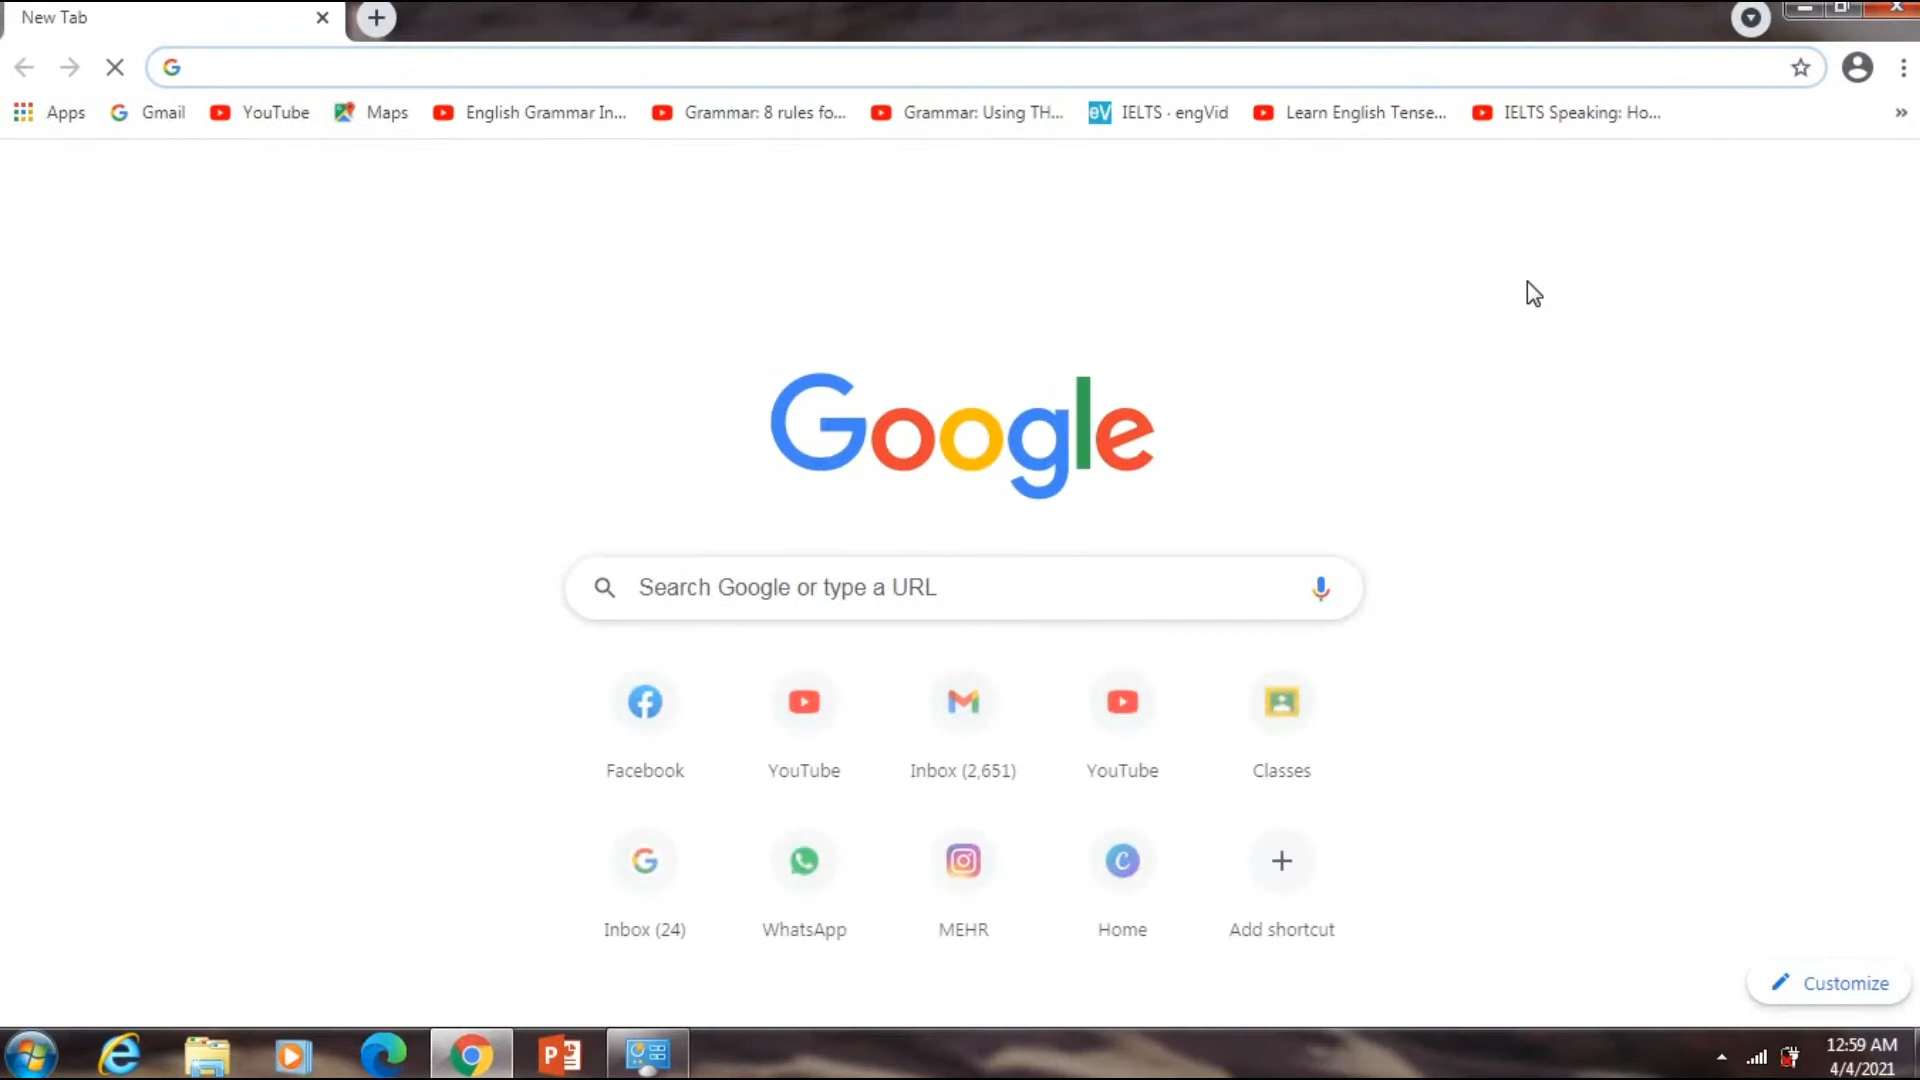 New Tab
Apps Gmail YouTube Maps English Grammar In... Grammar: 8 rules fo... Grammar: Using TH... eV IELTS · engVid Learn English Tense... IELTS Speaking: Ho... »
Google
Search Google or type a URL
Facebook YouTube Inbox (2,651) YouTube Classes
Inbox (24) WhatsApp MEHR Home Add shortcut
Customize
12:59 AM
4/4/2021